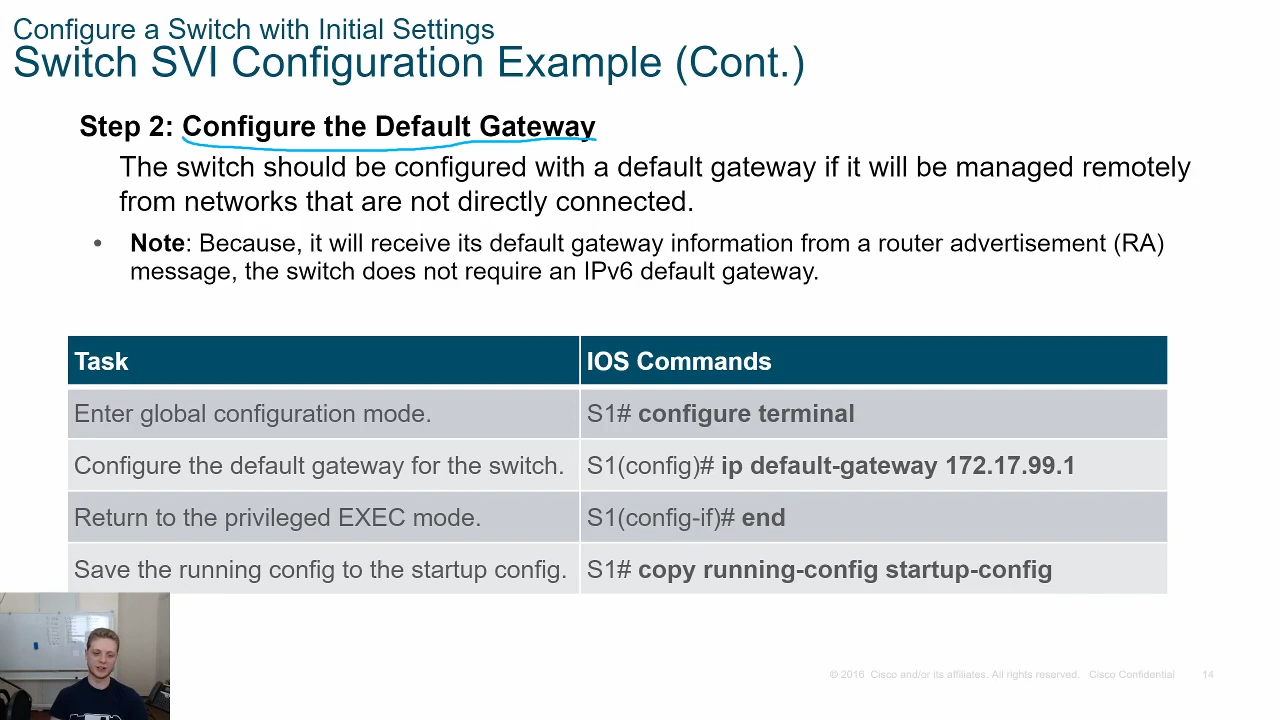 Configure a Switch with Initial Settings
Switch SVI Configuration Example (Cont.)
Step 2: Configure the Default Gateway
The switch should be configured with a default gateway if it will be managed remotely
from networks that are not directly connected.
• Note: Because, it will receive its default gateway information from a router advertisement (RA)
message, the switch does not require an IPv6 default gateway.
Task IOS Commands
Enter global configuration mode. S1# configure terminal
Configure the default gateway for the switch. S1(config)# ip default-gateway 172.17.99.1
Return to the privileged EXEC mode. S1(config-if)# end
Save the running config to the startup config. S1# copy running-config startup-config
© 2016 Cisco and/or its affiliates. All rights reserved. Cisco Confidential 14